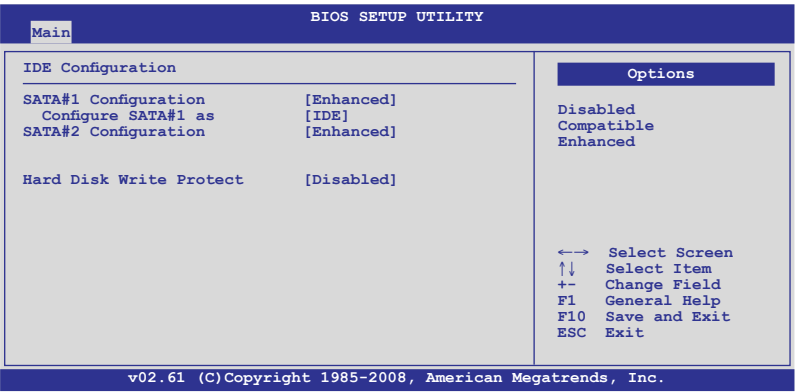 BIOS SETUP UTILITY
Main
IDE Configuration
SATA#1 Configuration [Enhanced]
Configure SATA#1 as [IDE]
SATA#2 Configuration [Enhanced]
Hard Disk Write Protect [Disabled]
Options
Disabled
Compatible
Enhanced
←→ Select Screen
↑↓ Select Item
+- Change Field
F1 General Help
F10 Save and Exit
ESC Exit
v02.61 (C)Copyright 1985-2008, American Megatrends, Inc.